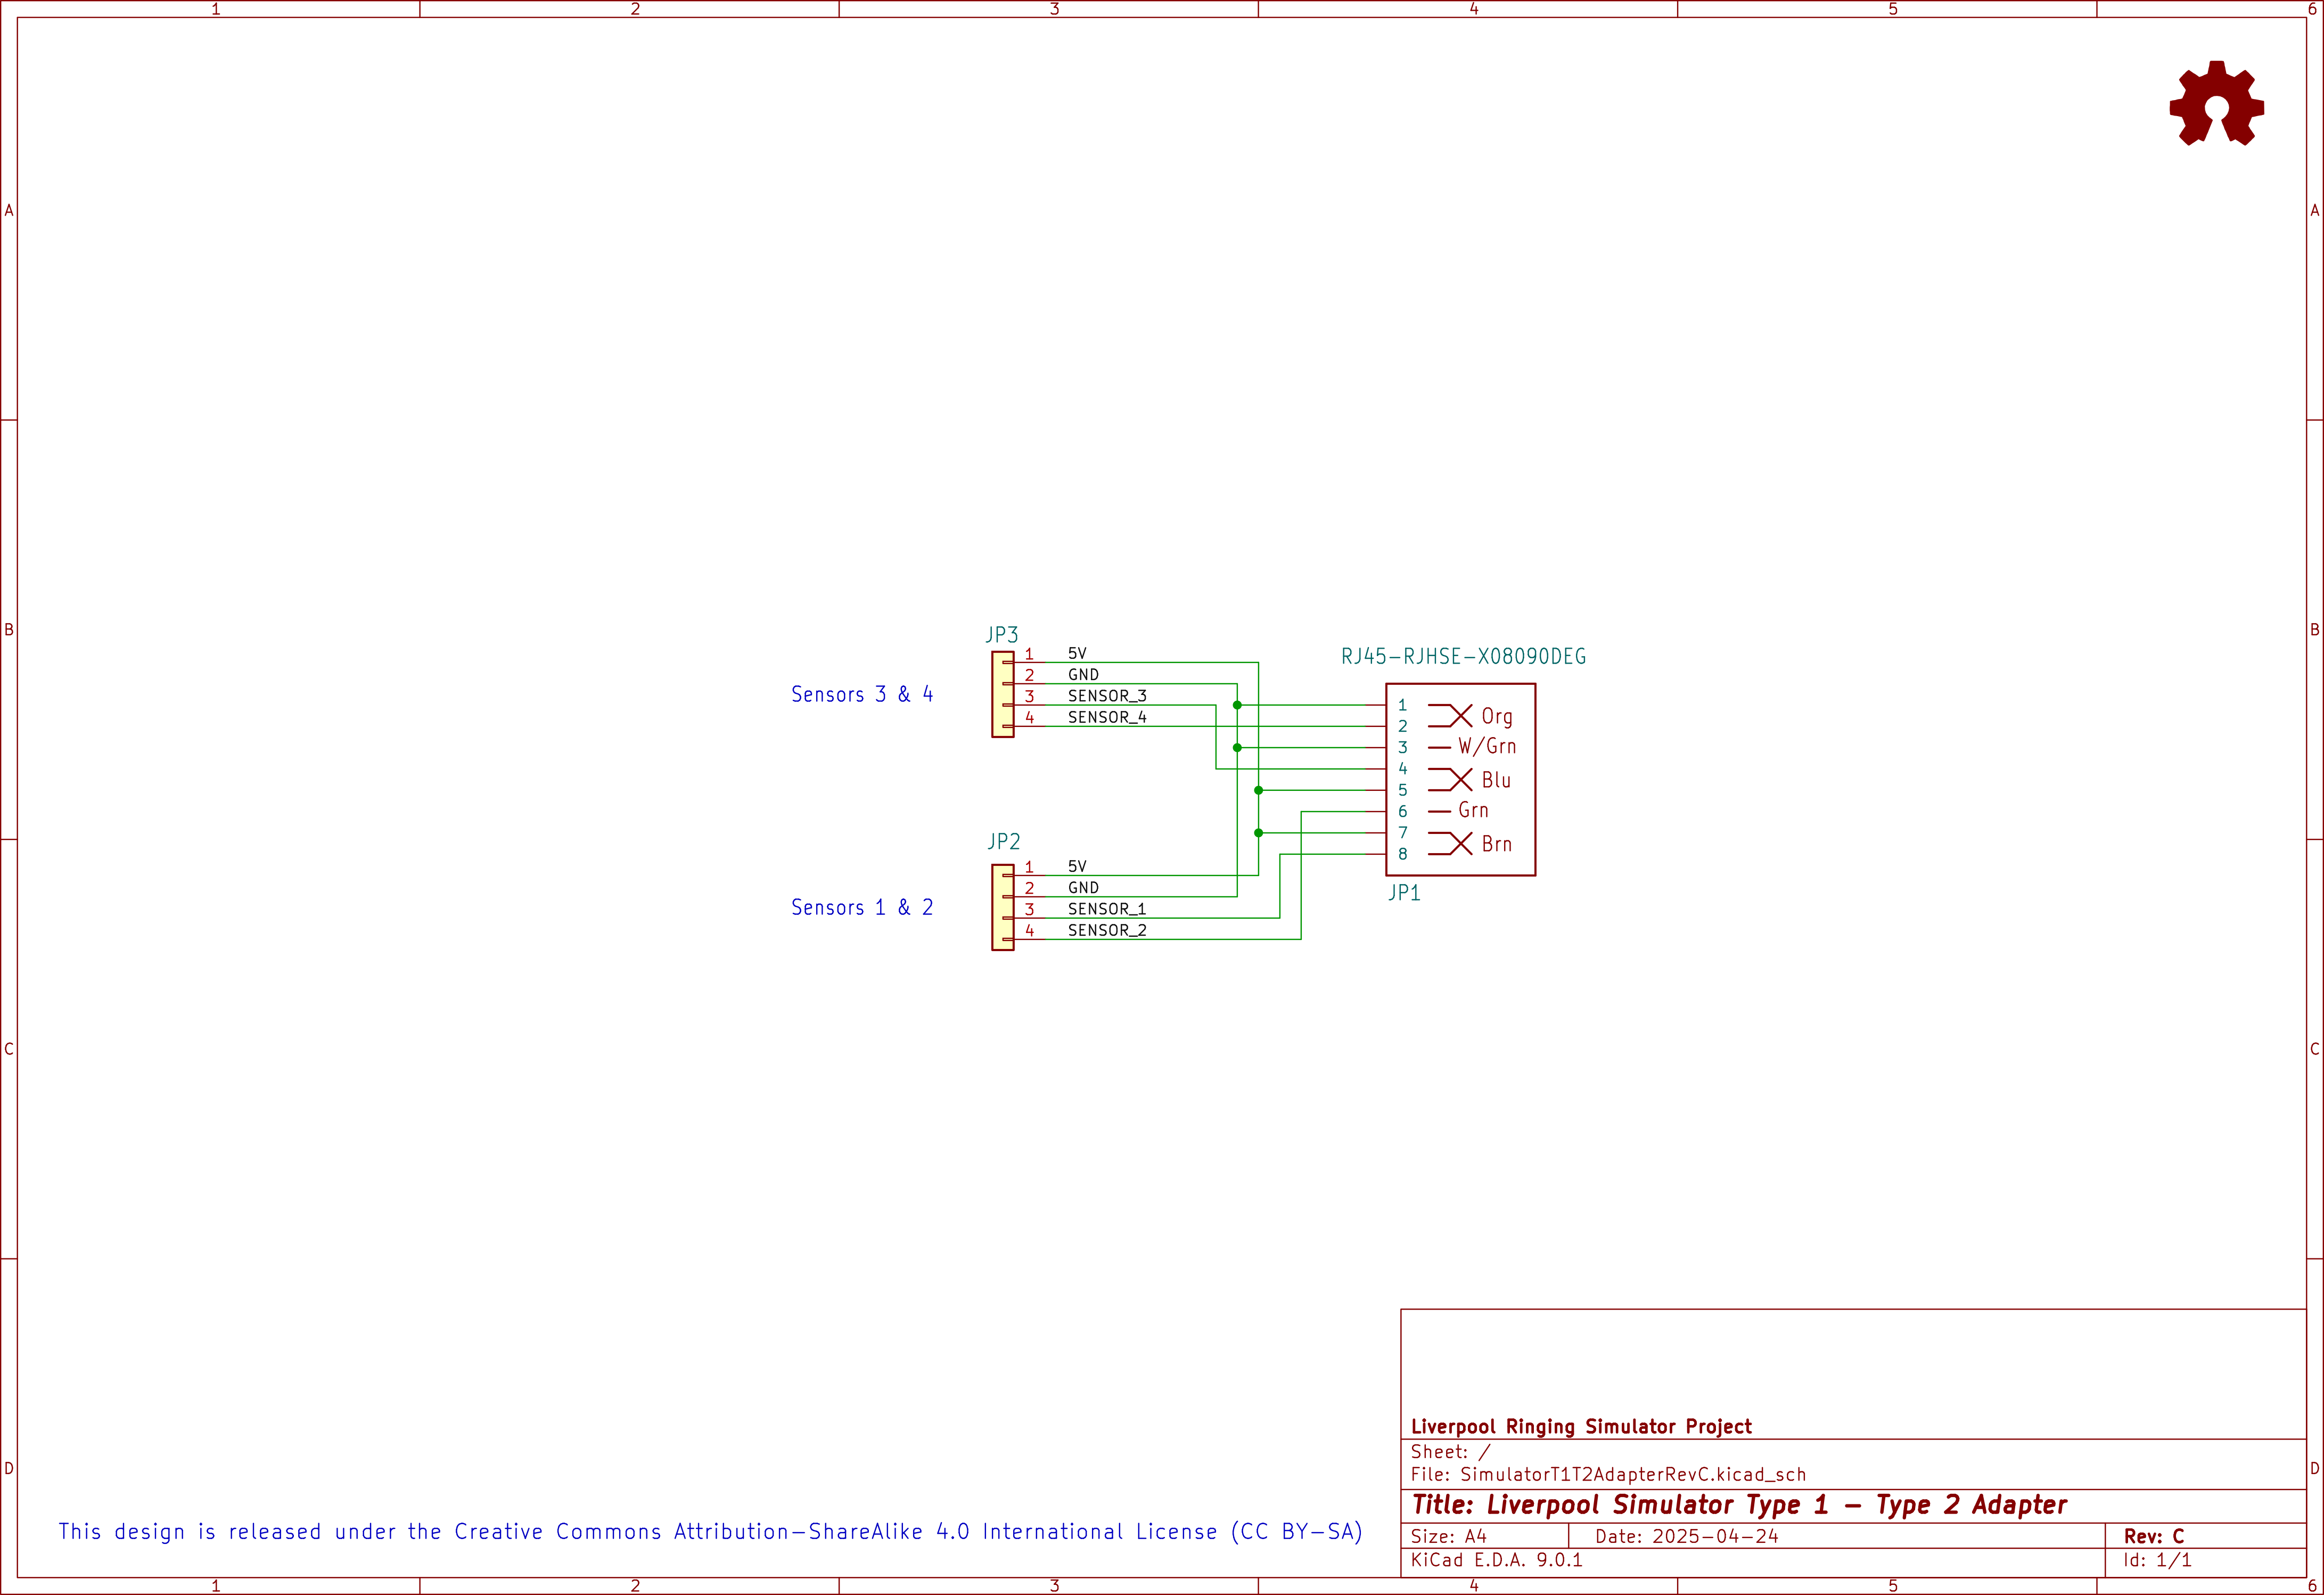 1 2 3 4 5 6
A A
JP3
1 5V
2 GND
3 SENSOR_3
4 SENSOR_4
Sensors 3 & 4
B B
RJ45-RJHSE-X08090DEG
1
Org
2
3 W/Grn
4
Blu
5
6 Grn
7
Brn
8
JP1
JP2
1 5V
2 GND
3 SENSOR_1
4 SENSOR_2
Sensors 1 & 2
C C
Liverpool Ringing Simulator Project
Sheet: /
File: SimulatorT1T2AdapterRevC.kicad_sch
D D
Title: Liverpool Simulator Type 1 - Type 2 Adapter
This design is released under the Creative Commons Attribution-ShareAlike 4.0 International License (CC BY-SA)
Size: A4 Date: 2025-04-24 Rev: C
KiCad E.D.A. 9.0.1 Id: 1/1
1 2 3 4 5 6